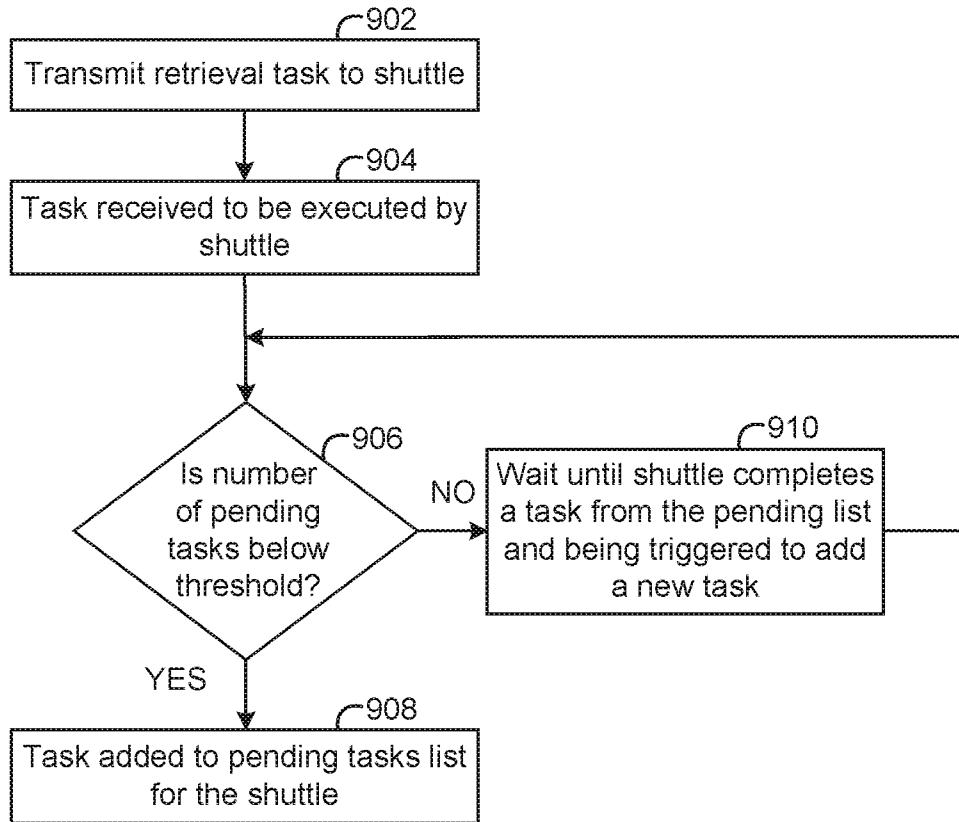 902
Transmit retrieval task to shuttle
904
Task received to be executed by
shuttle
906
Is number
of pending
tasks below
threshold?
NO
910
Wait until shuttle completes
a task from the pending list
and being triggered to add
a new task
YES
908
Task added to pending tasks list
for the shuttle